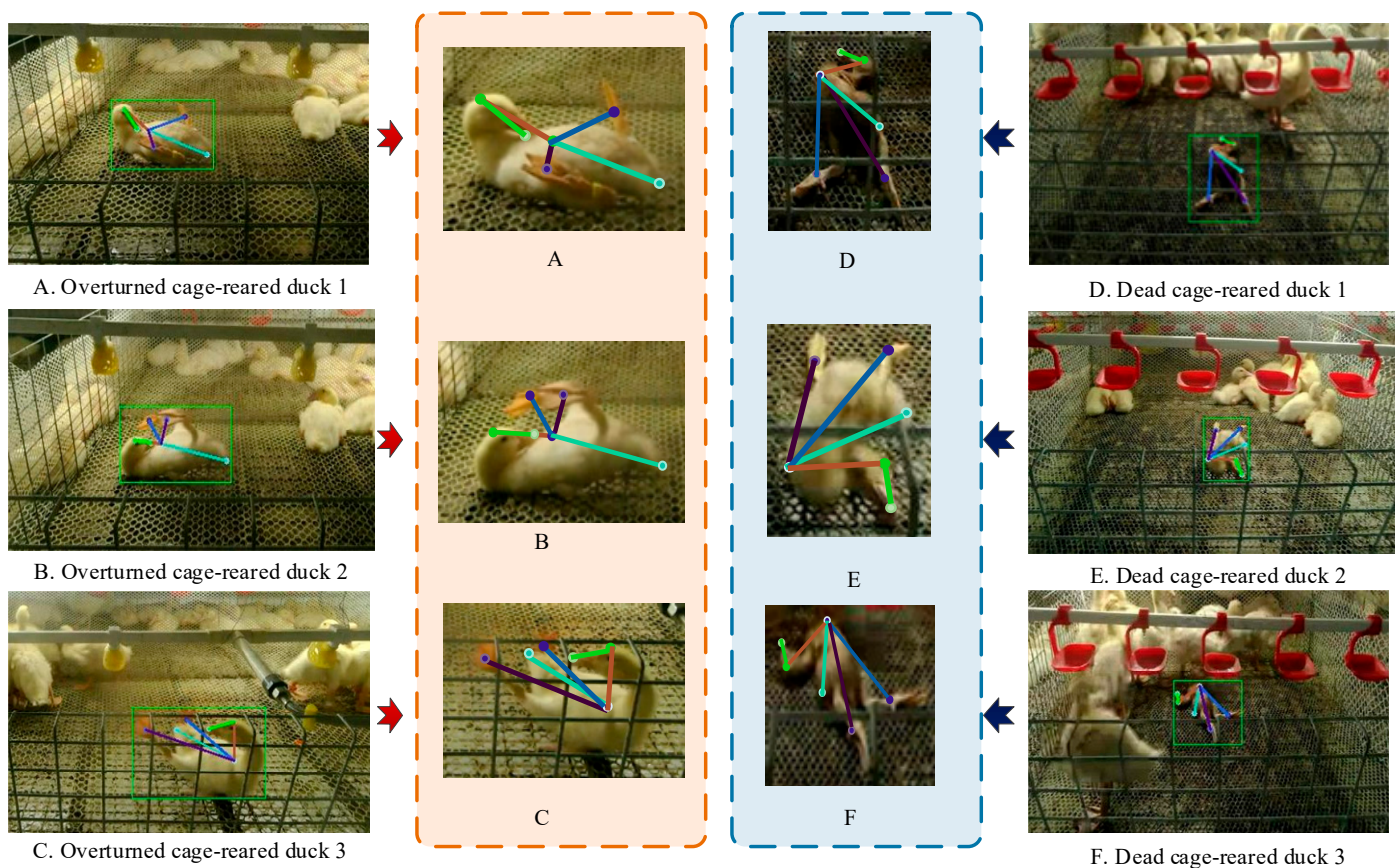 A
D
A. Overturned cage-reared duck 1
D. Dead cage-reared duck 1
B
E
B. Overturned cage-reared duck 2
E. Dead cage-reared duck 2
C
F
C. Overturned cage-reared duck 3
F. Dead cage-reared duck 3